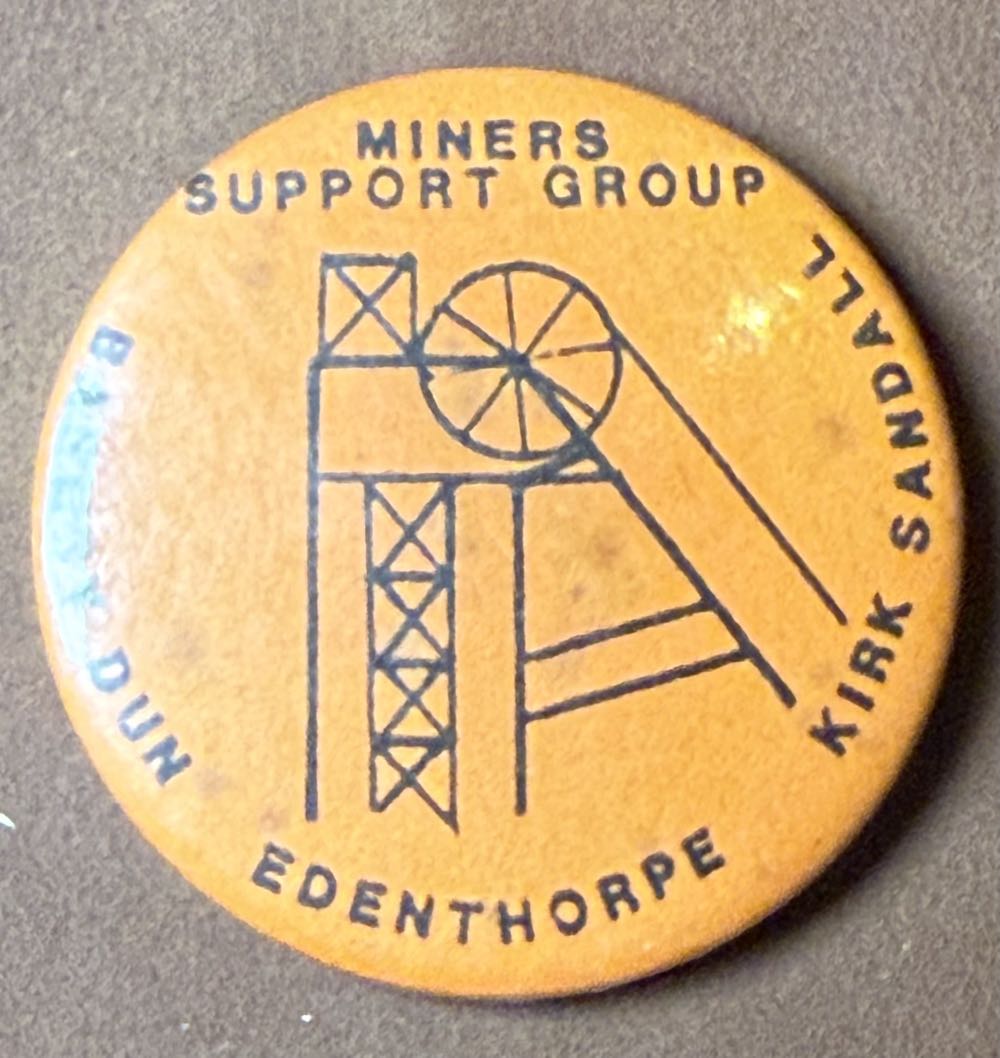 MINERS
SUPPORT GROUP
KIRK SANDALL
EDENTHORPE
DUN